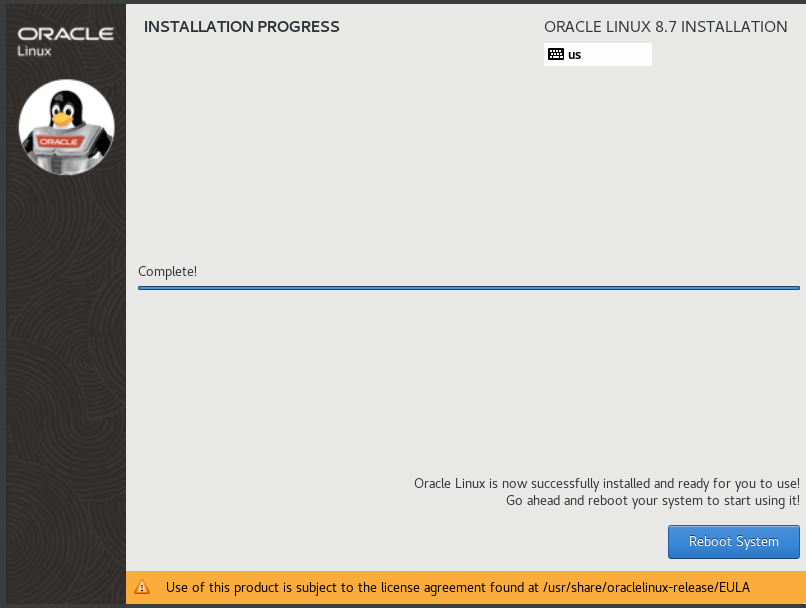 ORACLE
Linux
ORACLE
INSTALLATION PROGRESS
ORACLE LINUX 8.7 INSTALLATION
us
Complete!
Oracle Linux is now successfully installed and ready for you to use!
Go ahead and reboot your system to start using it!
Reboot System
Use of this product is subject to the license agreement found at /usr/share/oraclelinux-release/EULA